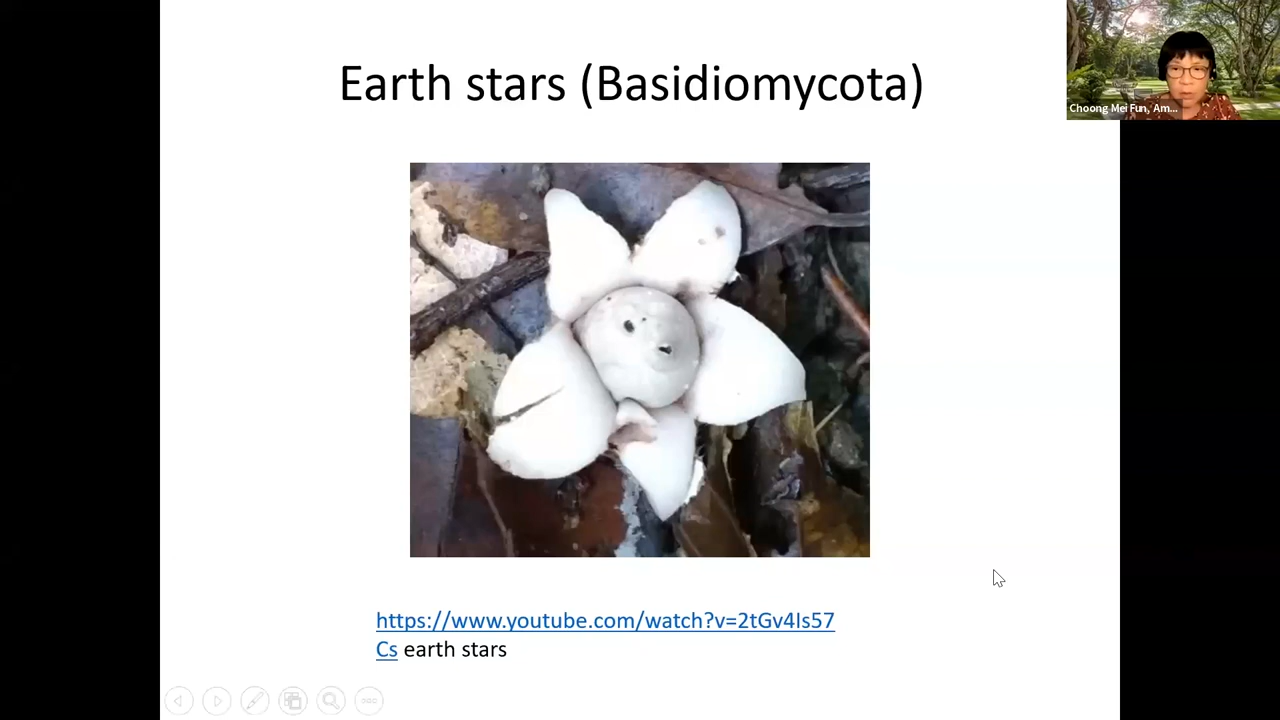 Earth stars (Basidiomycota)
Choong Mei Fun, Am...
https://www.youtube.com/watch?v=2tGv4Is57
Cs earth stars